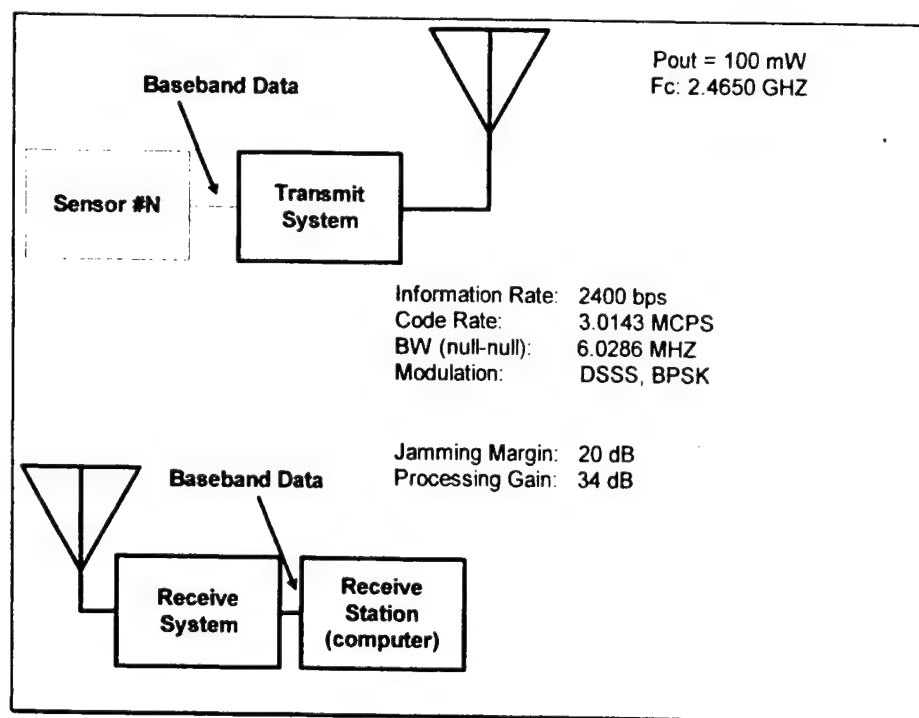 Pout = 100 mW
Fc: 2.4650 GHZ
Baseband Data
Sensor #N
Transmit
System
Information Rate: 2400 bps
Code Rate: 3.0143 MCPS
BW (null-null): 6.0286 MHZ
Modulation: DSSS, BPSK
Jamming Margin: 20 dB
Processing Gain: 34 dB
Baseband Data
Receive
System
Receive
Station
(computer)